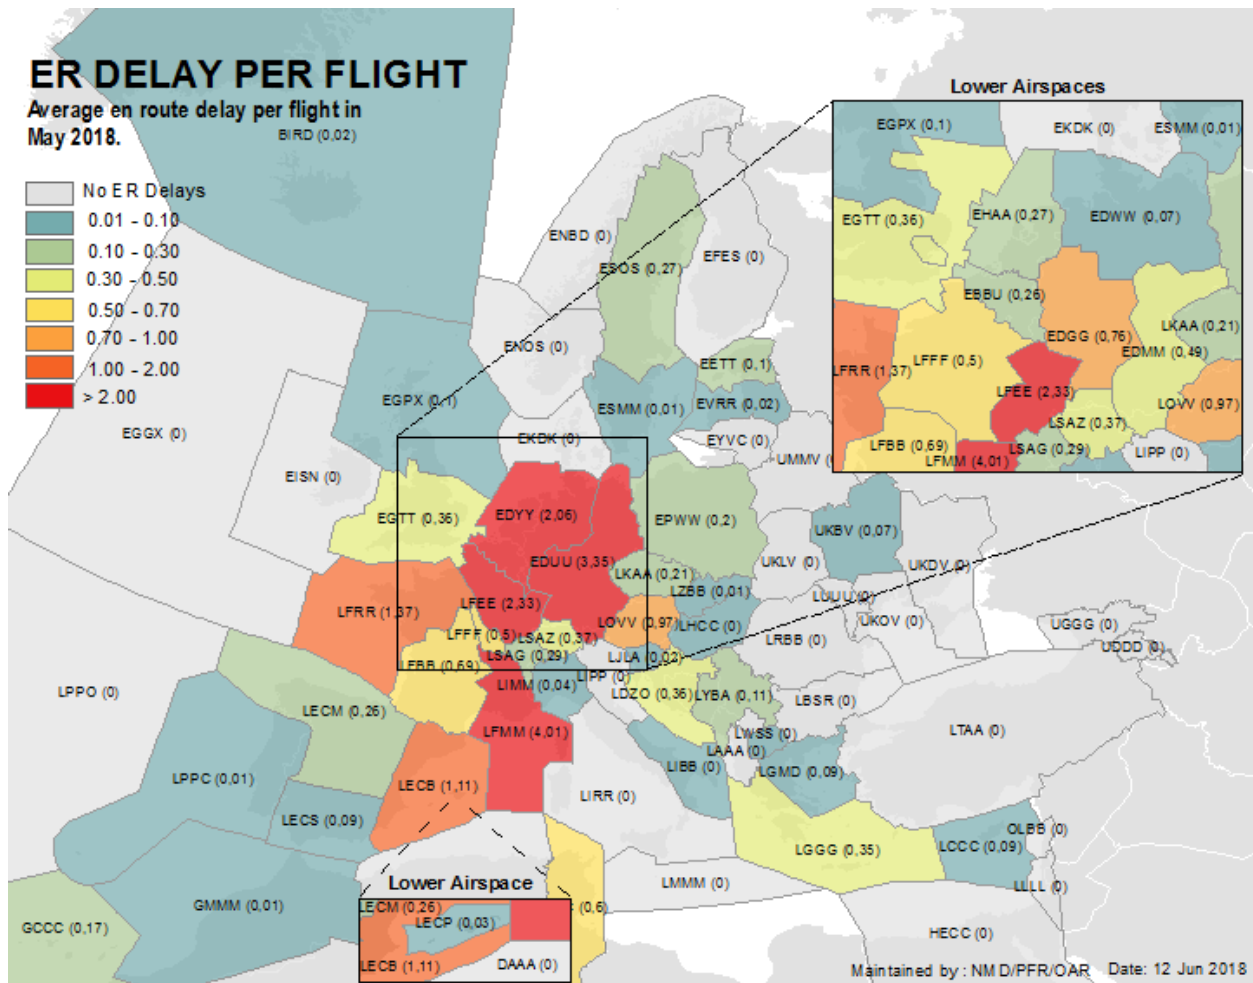 ER DELAY PER FLIGHT
Average en route delay per flight in
May 2018.
No ER Delays
0.01 - 0.10
0.10 - 0.30
0.30 - 0.50
0.50 - 0.70
0.70 - 1.00
1.00 - 2.00
> 2.00
Lower Airspaces
EGPX (0,1)
EKDK (0)
ESMM (0,01)
EGTT (0,36)
EHAA (0,27)
EDWW (0,07)
EBBU (0,26)
EDGG (0,76)
LKAA (0,21)
EDMM (0,49)
LFRR (1,37)
LFFF (0,5)
LFEE (2,33)
LOVV (0,97)
LSAZ (0,37)
LFBB (0,69)
LSAG (0,29)
LIPP (0)
LFMM (4,01)
BIRD (0,02)
ENBD (0)
ESOS (0,27)
EFES (0)
ENOS (0)
EETT (0,1)
EGPX (0,1)
ESMM (0,01)
EVRR (0,02)
EGGX (0)
EKDK (0)
EYVC (0)
UMMV
EISN (0)
EGTT (0,36)
EDYY (2,06)
EPWW (0,2)
UKBV (0,07)
EDUU (3,35)
UKLV (0)
UKDV (0)
LKAA (0,21)
LZBB (0,01)
LFRR (1,37)
LFEE (2,33)
LUUU (0)
LOVV (0,97)
LHCC (0)
UKOV (0)
UGGG (0)
LFFF (0,5)
LSAZ (0,37)
LRBB (0)
UDDD (0)
LSAG (0,29)
LJLA (0,02)
LFBB (0,69)
LIPP (0)
LPPO (0)
LIMM (0,04)
LDZO (0,36)
LYBA (0,11)
LBSR (0)
LECM (0,26)
LFMM (4,01)
LWSS (0)
LTAA (0)
LAAA (0)
LPPC (0,01)
LIBB (0)
LGMD (0,09)
LECB (1,11)
LIRR (0)
LECS (0,09)
OLBB (0)
LGGG (0,35)
LCCC (0,09)
LMMM (0)
LLLL (0)
GMMM (0,01)
GCCC (0,17)
HECC (0)
Lower Airspace
LECM (0,26)
LECP (0,03)
LECB (1,11)
DAAA (0)
(0,6)
Maintained by : NMD/PFR/OAR Date: 12 Jun 2018